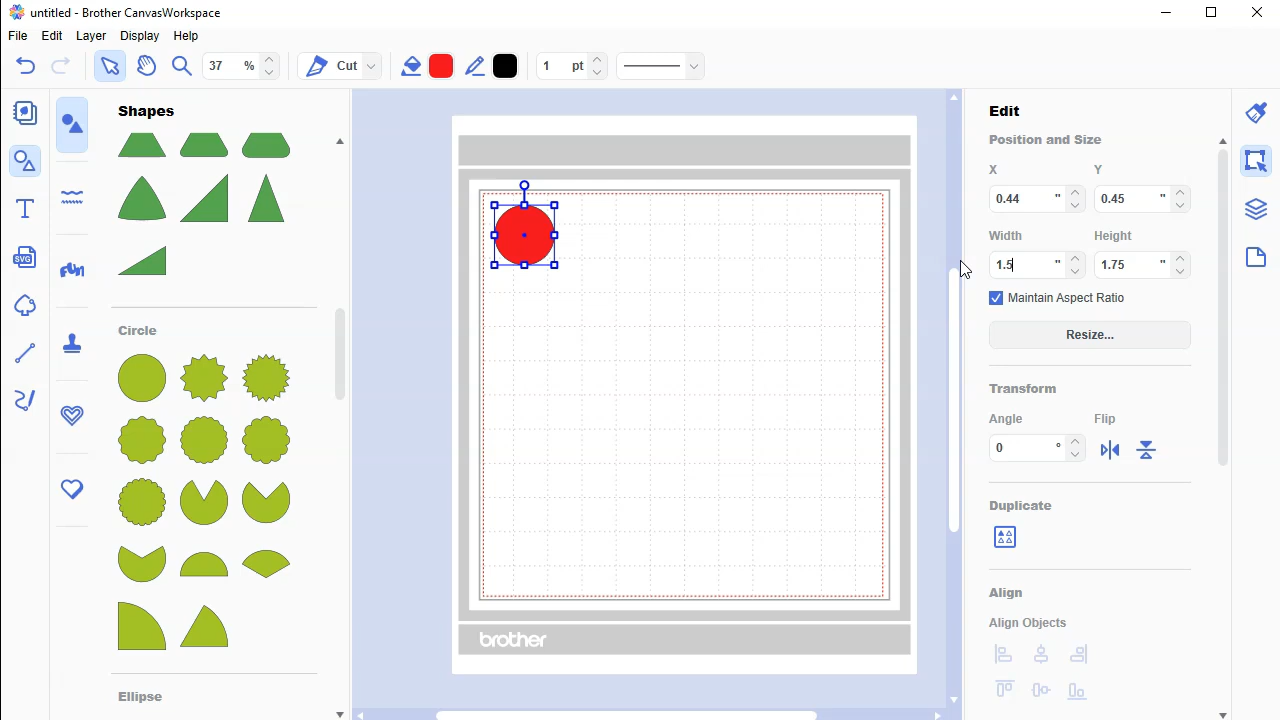 untitled - Brother CanvasWorkspace
File Edit Layer Display Help
37 % Cut 1 pt
Shapes
Circle
Ellipse
SVG
Fun
brother
Edit
Position and Size
X Y
0.44 " 0.45 "
Width Height
1.5 " 1.75 "
Maintain Aspect Ratio
Resize...
Transform
Angle Flip
0 °
Duplicate
Align
Align Objects